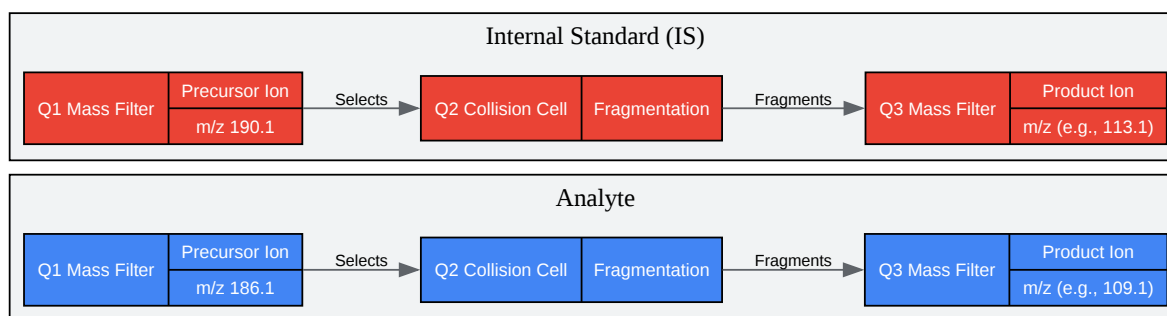 Internal Standard (IS)
Q1 Mass Filter
Precursor Ion
m/z 190.1
Selects
Q2 Collision Cell
Fragmentation
Fragments
Q3 Mass Filter
Product Ion
m/z (e.g., 113.1)
Analyte
Q1 Mass Filter
Precursor Ion
m/z 186.1
Selects
Q2 Collision Cell
Fragmentation
Fragments
Q3 Mass Filter
Product Ion
m/z (e.g., 109.1)